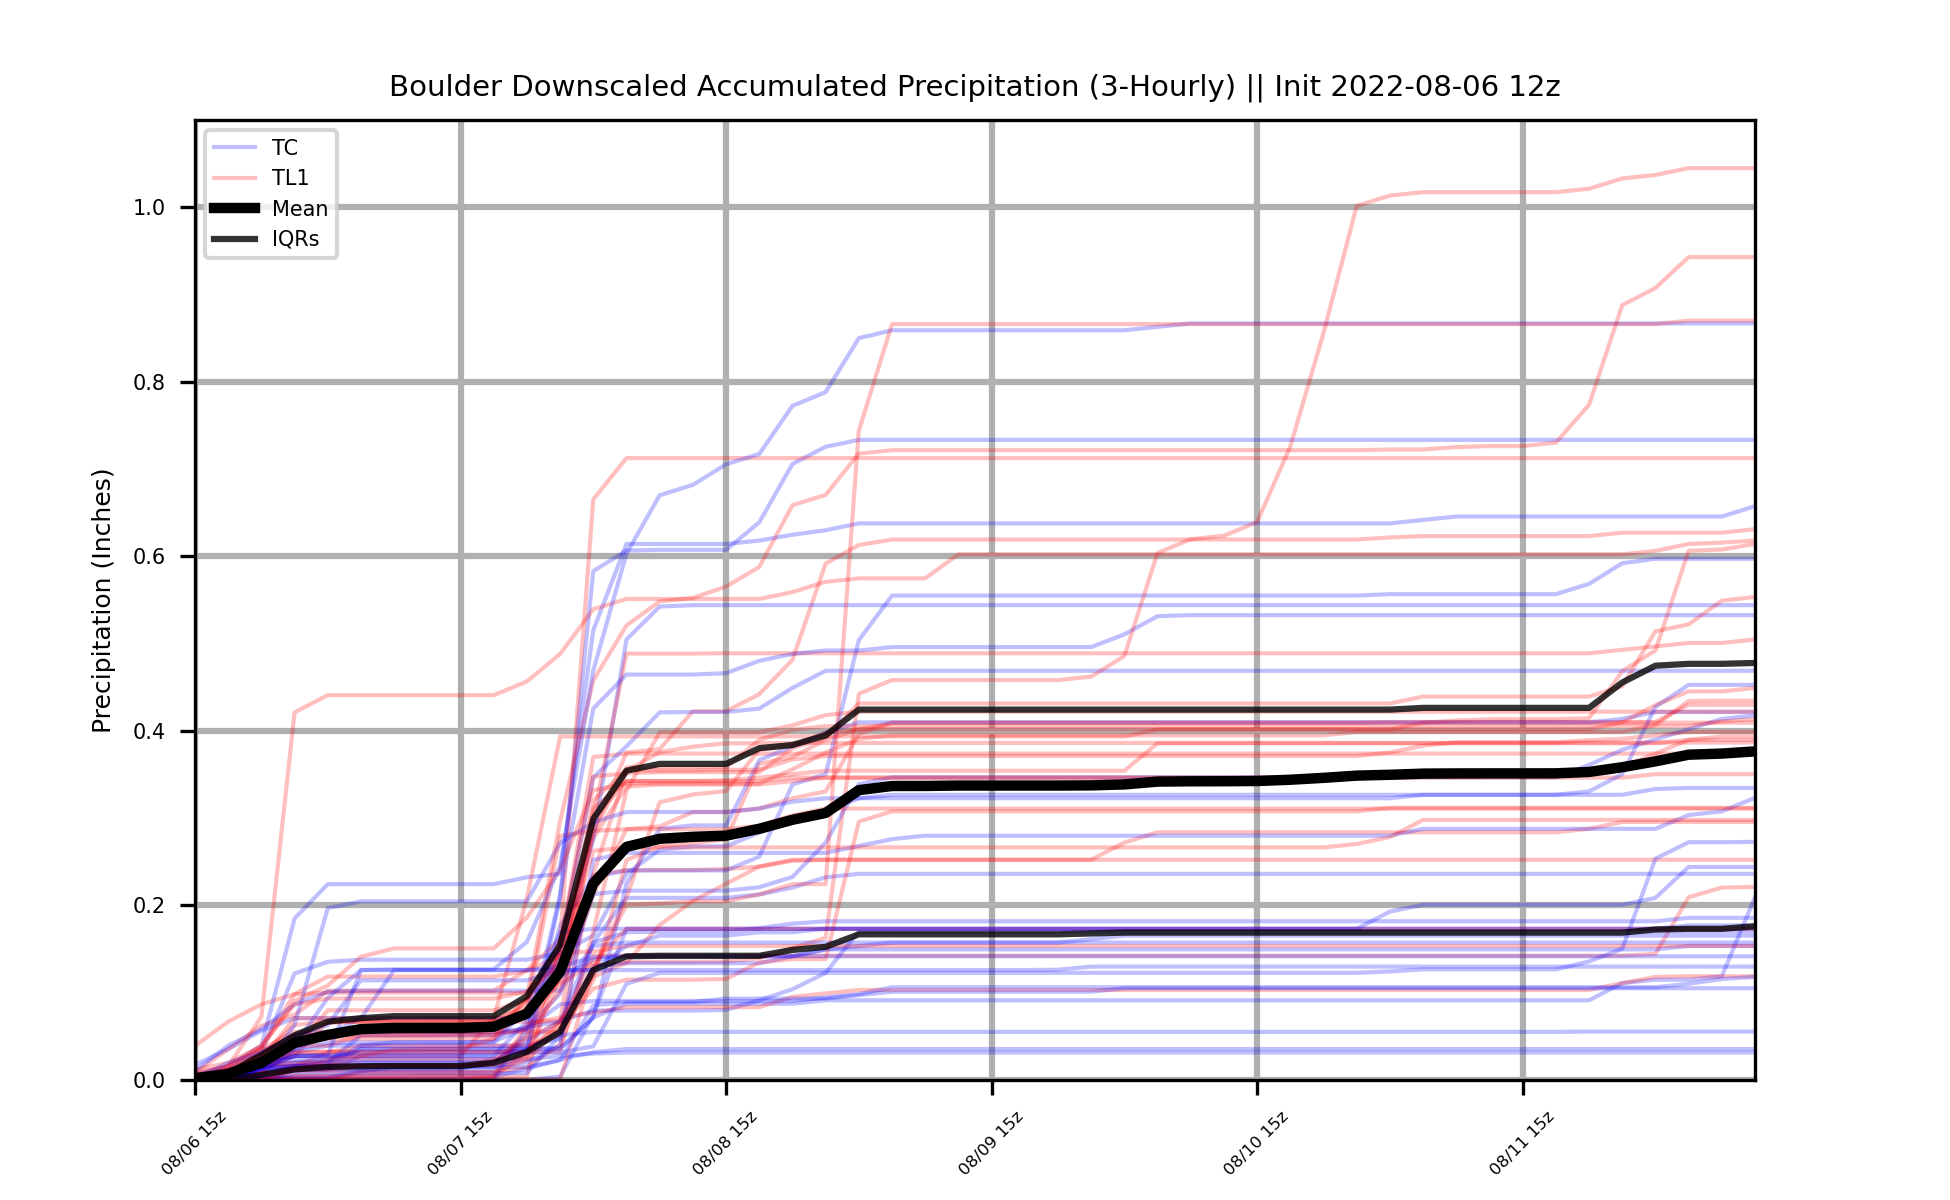 Boulder Downscaled Accumulated Precipitation (3-Hourly) || Init 2022-08-06 12z
TC
TL1
Mean
IQRs
Precipitation (Inches)
1.0
0.8
0.6
0.4
0.2
0.0
08/06 15z
08/07 15z
08/08 15z
08/09 15z
08/10 15z
08/11 15z